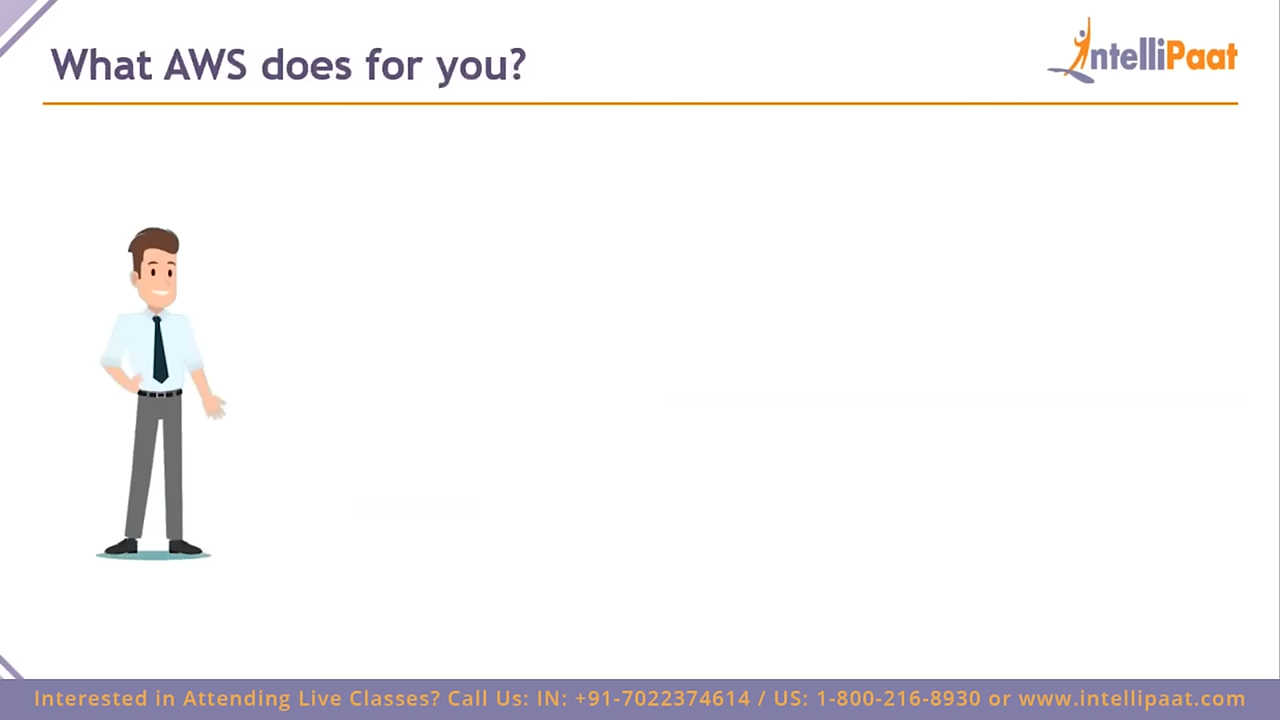 What AWS does for you?
IntelliPaat
Interested in Attending Live Classes? Call Us: IN: +91-7022374614 / US: 1-800-216-8930 or www.intellipaat.com